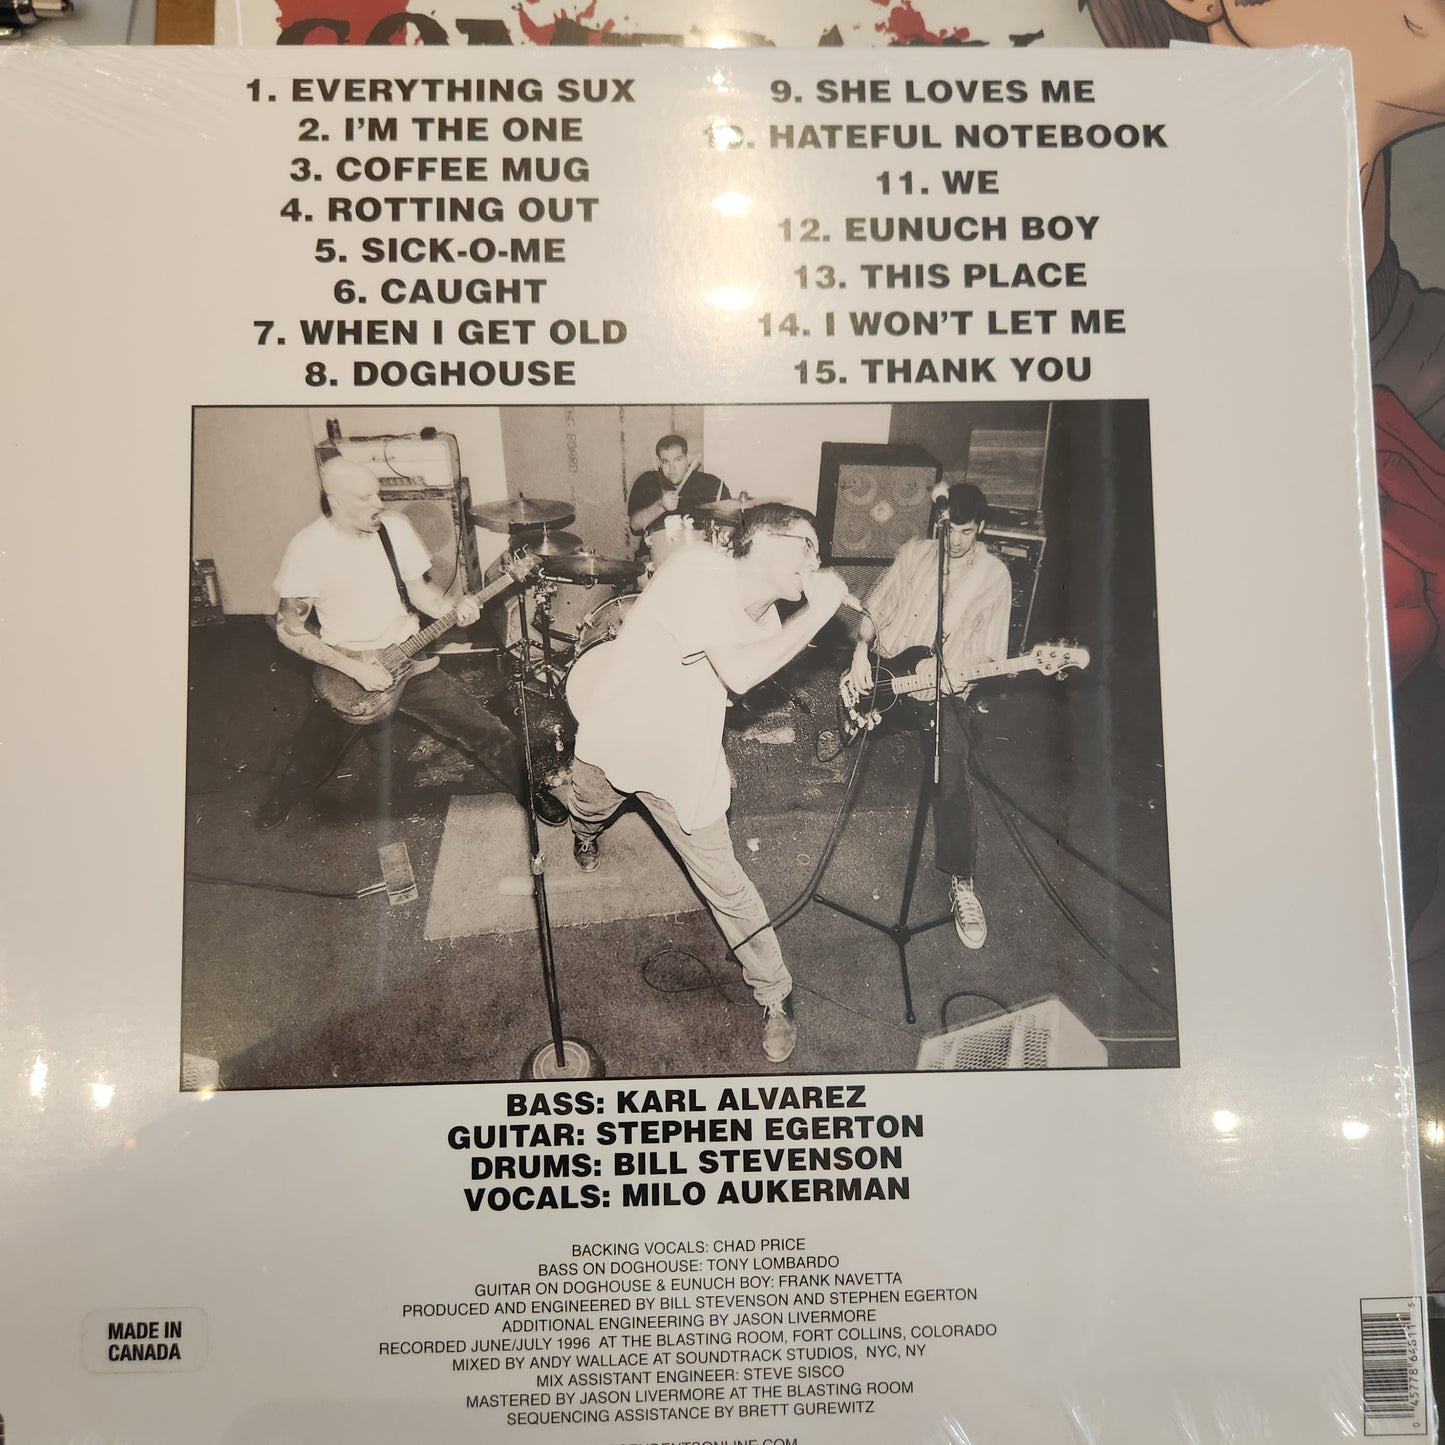 1. EVERYTHING SUX
2. I'M THE ONE
3. COFFEE MUG
4. ROTTING OUT
5. SICK-O-ME
6. CAUGHT
7. WHEN I GET OLD
8. DOGHOUSE
9. SHE LOVES ME
10. HATEFUL NOTEBOOK
11. WE
12. EUNUCH BOY
13. THIS PLACE
14. I WON'T LET ME
15. THANK YOU
BASS: KARL ALVAREZ
GUITAR: STEPHEN EGERTON
DRUMS: BILL STEVENSON
VOCALS: MILO AUKERMAN
BACKING VOCALS: CHAD PRICE
BASS ON DOGHOUSE: TONY LOMBARDO
GUITAR ON DOGHOUSE & EUNUCH BOY: FRANK NAVETTA
PRODUCED AND ENGINEERED BY BILL STEVENSON AND STEPHEN EGERTON
ADDITIONAL ENGINEERING BY JASON LIVERMORE
RECORDED JUNE/JULY 1996 AT THE BLASTING ROOM, FORT COLLINS, COLORADO
MIXED BY ANDY WALLACE AT SOUNDTRACK STUDIOS, NYC, NY
MIX ASSISTANT ENGINEER: STEVE SISCO
MASTERED BY JASON LIVERMORE AT THE BLASTING ROOM
SEQUENCING ASSISTANCE BY BRETT GUREWITZ
MADE IN
CANADA
0 45778 64811 5